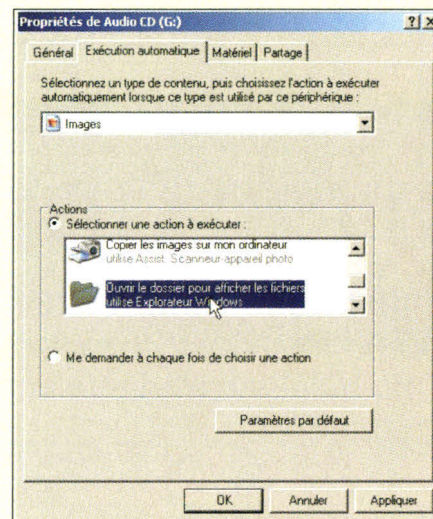 Propriétés de Audio CD (G:)
Général Exécution automatique Matériel Partage
Sélectionnez un type de contenu, puis choisissez l'action à exécuter
automatiquement lorsque ce type est utilisé par ce périphérique :
Images
Actions
Sélectionner une action à exécuter :
Copier les images sur mon ordinateur
utilise Assist. Scanneur-appareil photo
Ouvrir le dossier pour afficher les fichiers
utilise Explorateur Windows
Me demander à chaque fois de choisir une action
Paramètres par défaut
OK Annuler Appliquer